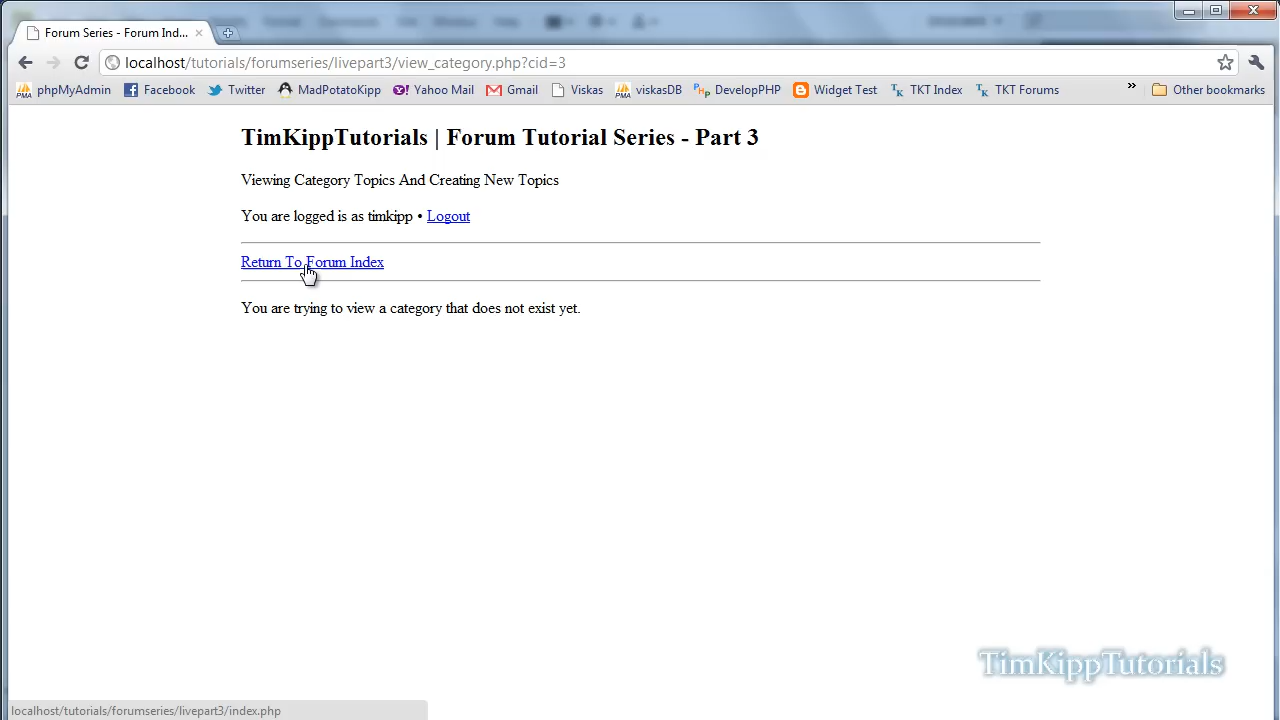 Forum Series - Forum Ind...
localhost/tutorials/forumseries/livepart3/view_category.php?cid=3
phpMyAdmin Facebook Twitter MadPotatoKipp Yahoo Mail Gmail Viskas viskasDB DevelopPHP Widget Test TKT Index TKT Forums » Other bookmarks
TimKippTutorials | Forum Tutorial Series - Part 3
Viewing Category Topics And Creating New Topics
You are logged is as timkipp • Logout
Return To Forum Index
You are trying to view a category that does not exist yet.
TimKippTutorials
localhost/tutorials/forumseries/livepart3/index.php